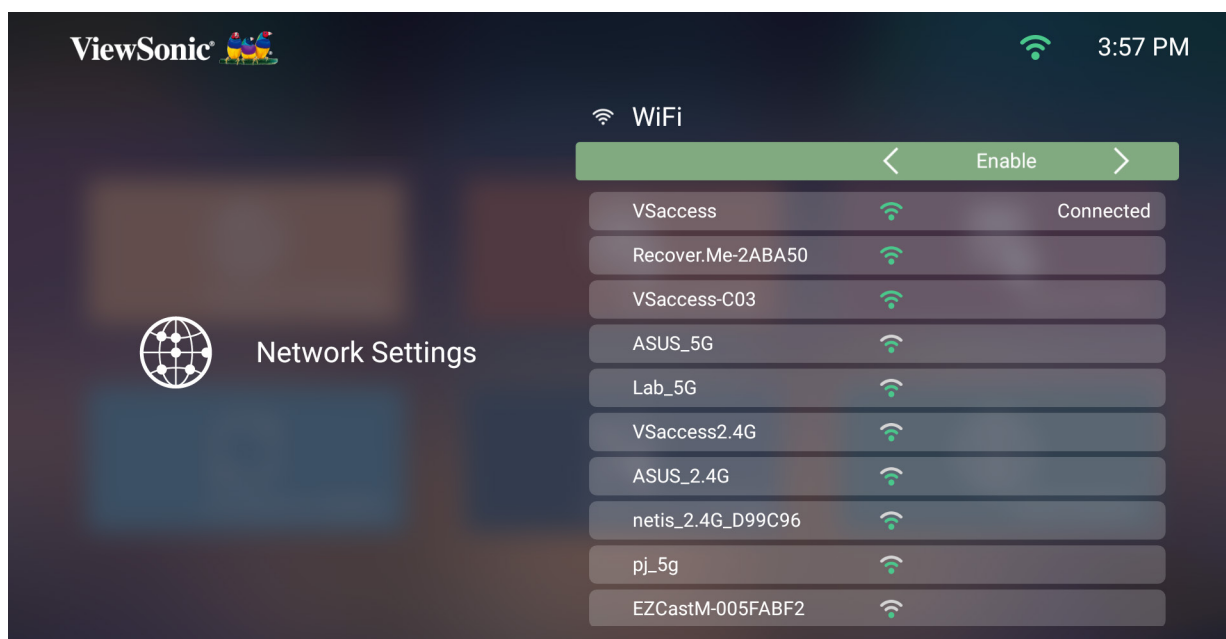 ViewSonic®
3:57 PM
WiFi
Enable
VSaccess Connected
Recover.Me-2ABA50
VSaccess-C03
ASUS_5G
Network Settings
Lab_5G
VSaccess2.4G
ASUS_2.4G
netis_2.4G_D99C96
pj_5g
EZCastM-005FABF2